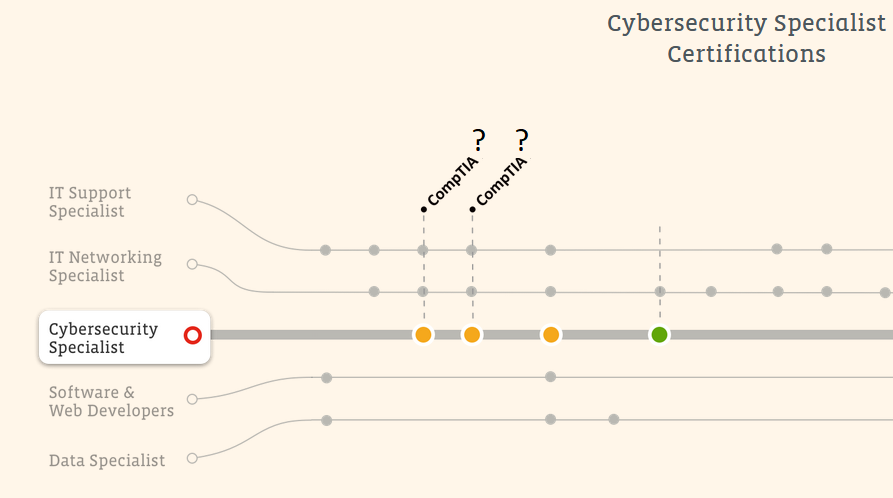 Cybersecurity Specialist
Certifications
? ?
CompTIA CompTIA
IT Support
Specialist
IT Networking
Specialist
Cybersecurity
Specialist
Software &
Web Developers
Data Specialist